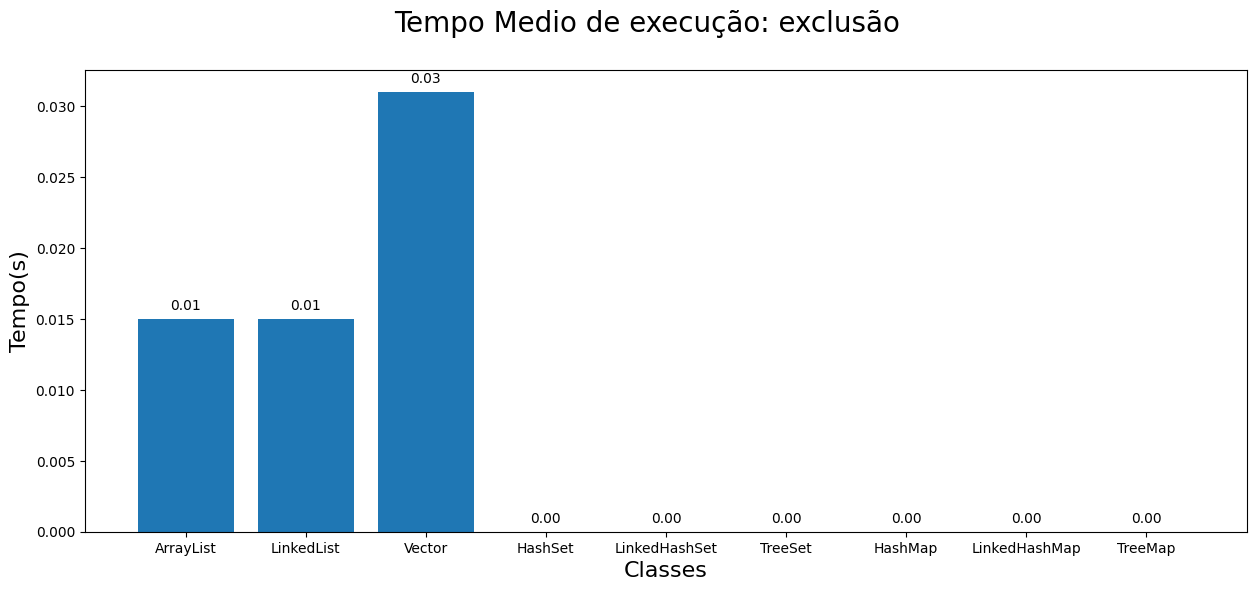 Tempo Medio de execução: exclusão
0.03
0.030
0.025
0.020
0.015
0.010
0.005
0.000
Tempo(s)
0.01 0.01
0.00 0.00 0.00 0.00 0.00 0.00
ArrayList LinkedList Vector HashSet LinkedHashSet TreeSet HashMap LinkedHashMap TreeMap
Classes